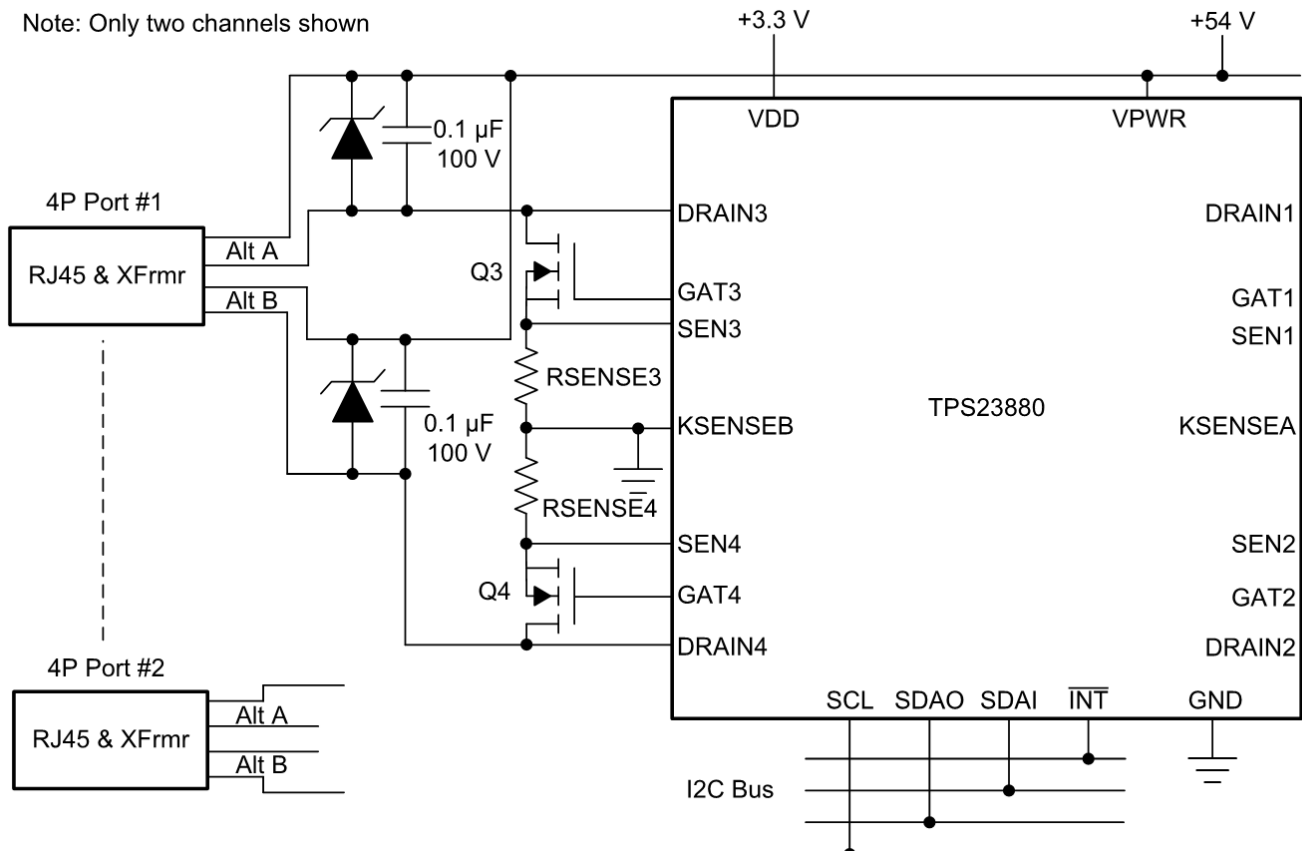 Note: Only two channels shown
+3.3 V
+54 V
VDD
VPWR
0.1 µF
100 V
4P Port #1
RJ45 & XFrmr
Alt A
Alt B
DRAIN3
DRAIN1
Q3
GAT3
GAT1
SEN3
SEN1
RSENSE3
TPS23880
0.1 µF
100 V
KSENSEB
KSENSEA
RSENSE4
SEN4
SEN2
Q4
GAT4
GAT2
DRAIN4
DRAIN2
4P Port #2
RJ45 & XFrmr
Alt A
Alt B
SCL
SDAO
SDAI
INT
GND
I2C Bus